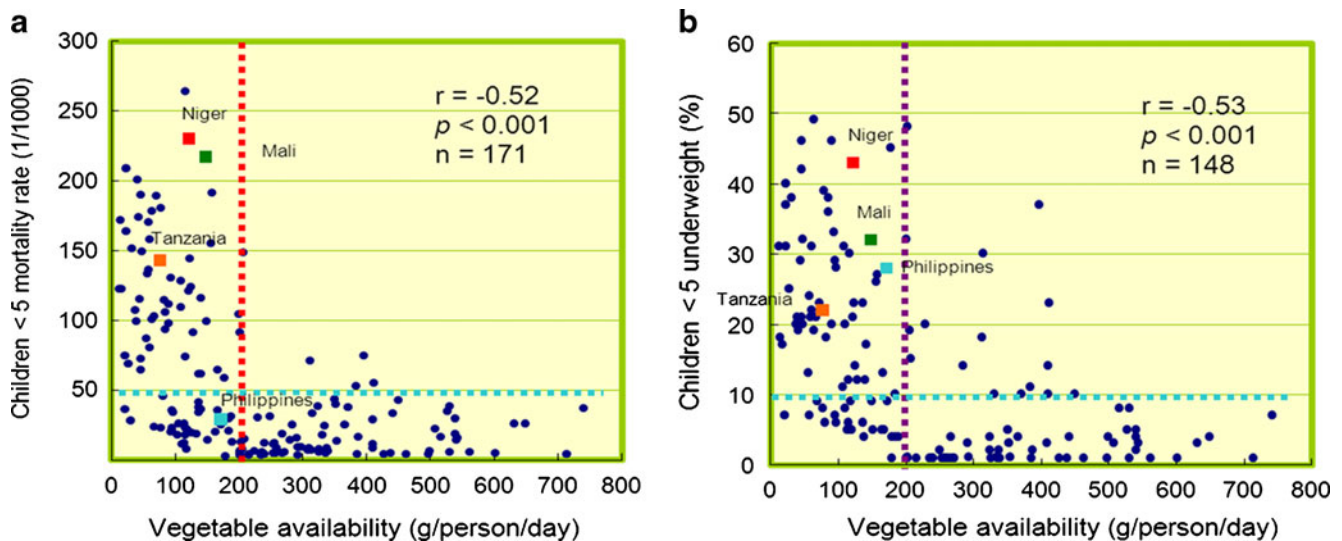 a
300
250
200
150
100
50
0 100 200 300 400 500 600 700 800
Children < 5 mortality rate (1/1000)
Vegetable availability (g/person/day)
Niger
Mali
Tanzania
Philippines
r = -0.52
p < 0.001
n = 171
b
60
50
40
30
20
10
0
0 100 200 300 400 500 600 700 800
Children < 5 underweight (%)
Vegetable availability (g/person/day)
Niger
Mali
Philippines
Tanzania
r = -0.53
p < 0.001
n = 148